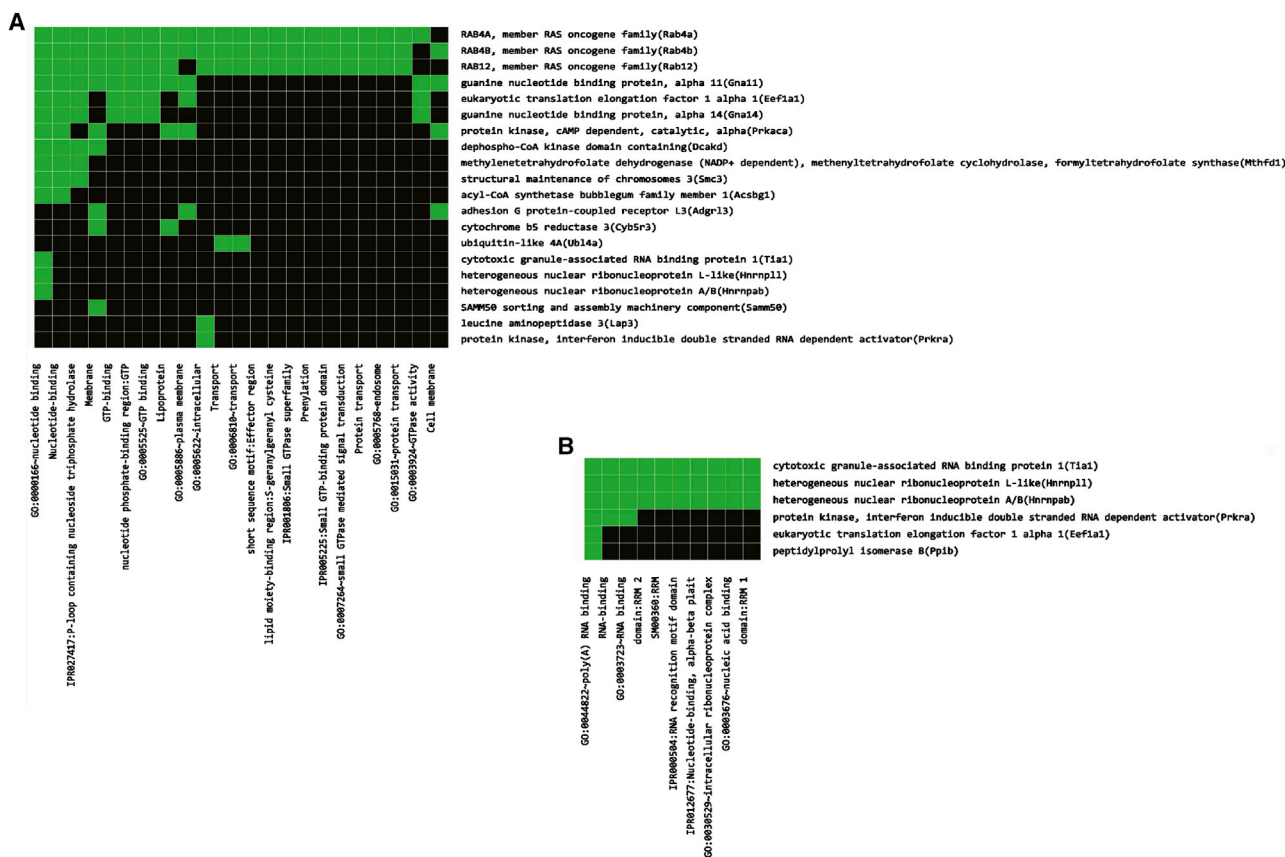 A
RAB4A, member RAS oncogene family(Rab4a)
RAB4B, member RAS oncogene family(Rab4b)
RAB12, member RAS oncogene family(Rab12)
guanine nucleotide binding protein, alpha 11(Gna11)
eukaryotic translation elongation factor 1 alpha 1(Eef1a1)
guanine nucleotide binding protein, alpha 14(Gna14)
protein kinase, cAMP dependent, catalytic, alpha(Prkaca)
dephospho-CoA kinase domain containing(Dcakd)
methylenetetrahydrofolate dehydrogenase (NADP+ dependent), methenyltetrahydrofolate cyclohydrolase, formyltetrahydrofolate synthase(Mthfd1)
structural maintenance of chromosomes 3(Smc3)
acyl-CoA synthetase bubblegum family member 1(Acsbg1)
adhesion G protein-coupled receptor L3(Adgrl3)
cytochrome b5 reductase 3(Cyb5r3)
ubiquitin-like 4A(Ubl4a)
cytotoxic granule-associated RNA binding protein 1(Tia1)
heterogeneous nuclear ribonucleoprotein L-like(Hnrnpll)
heterogeneous nuclear ribonucleoprotein A/B(Hnrnpab)
SAMM50 sorting and assembly machinery component(Samm50)
leucine aminopeptidase 3(Lap3)
protein kinase, interferon inducible double stranded RNA dependent activator(Prkra)
GO:0000166~nucleotide binding
Nucleotide-binding
IPR027417:P-loop containing nucleoside triphosphate hydrolase
Membrane
GTP-binding
nucleotide phosphate-binding region:GTP
GO:0005525~GTP binding
Lipoprotein
GO:0005886~plasma membrane
GO:0005622~intracellular
Transport
GO:0006810~transport
short sequence motif:Effector region
lipid moiety-binding region:S-geranylgeranyl cysteine
IPR001806:Small GTPase superfamily
Prenylation
IPR005225:Small GTP-binding protein domain
GO:0007264~small GTPase mediated signal transduction
Protein transport
GO:0005768~endosome
GO:0015031~protein transport
GO:0003924~GTPase activity
Cell membrane
B
cytotoxic granule-associated RNA binding protein 1(Tia1)
heterogeneous nuclear ribonucleoprotein L-like(Hnrnpll)
heterogeneous nuclear ribonucleoprotein A/B(Hnrnpab)
protein kinase, interferon inducible double stranded RNA dependent activator(Prkra)
eukaryotic translation elongation factor 1 alpha 1(Eef1a1)
peptidylprolyl isomerase B(Ppib)
GO:0044822~poly(A) RNA binding
RNA-binding
GO:0003723~RNA binding
domain:RRM 2
SM00360:RRM
IPR000504:RNA recognition motif domain
IPR012677:Nucleotide-binding, alpha-beta plait
GO:0030529~intracellular ribonucleoprotein complex
GO:0003676~nucleic acid binding
domain:RRM 1